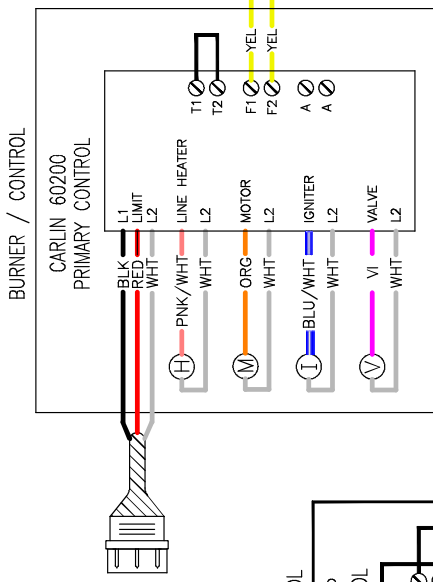 YEL
YEL
T1
T2
F1
F2
A
A
BURNER / CONTROL
CARLIN 60200
PRIMARY CONTROL
L1
LIMIT
L2
LINE HEATER
L2
MOTOR
L2
IGNITER
L2
VALVE
L2
BLK
RED
WHT
PNK/WHT
WHT
ORG
WHT
BLU/WHT
WHT
VI
WHT
H
M
I
V